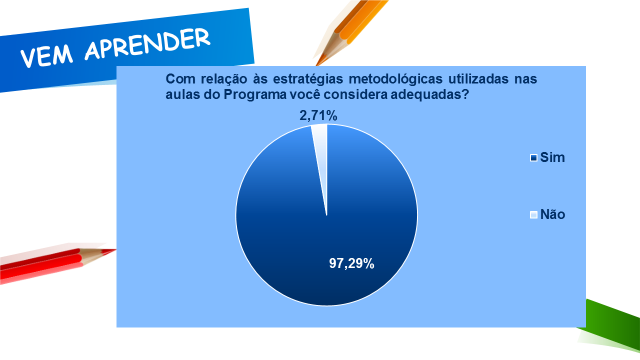 VEM APRENDER
Com relação às estratégias metodológicas utilizadas nas
aulas do Programa você considera adequadas?
2,71%
Sim
Não
97,29%